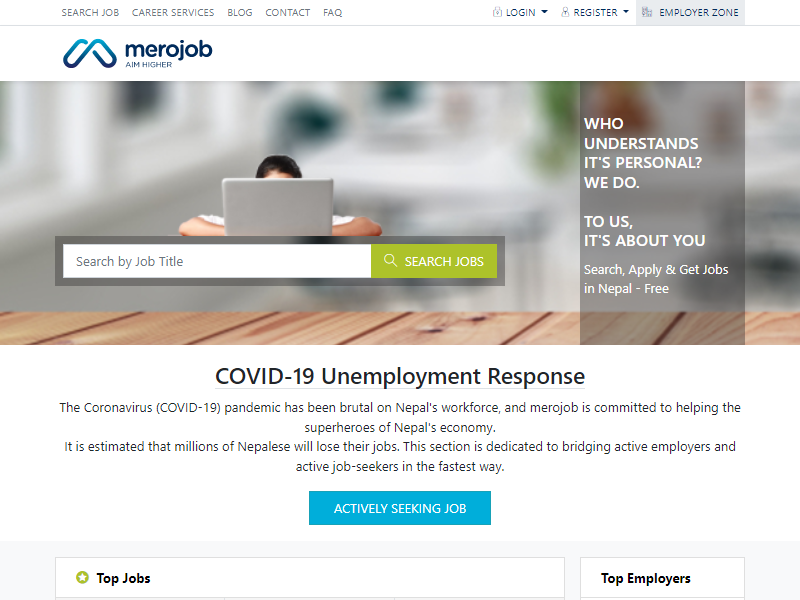 SEARCH JOB CAREER SERVICES BLOG CONTACT FAQ LOGIN REGISTER EMPLOYER ZONE
merojob
AIM HIGHER
WHO
UNDERSTANDS
IT'S PERSONAL?
WE DO.
TO US,
IT'S ABOUT YOU
Search, Apply & Get Jobs
in Nepal - Free
Search by Job Title SEARCH JOBS
COVID-19 Unemployment Response
The Coronavirus (COVID-19) pandemic has been brutal on Nepal's workforce, and merojob is committed to helping the
superheroes of Nepal's economy.
It is estimated that millions of Nepalese will lose their jobs. This section is dedicated to bridging active employers and
active job-seekers in the fastest way.
ACTIVELY SEEKING JOB
Top Jobs Top Employers